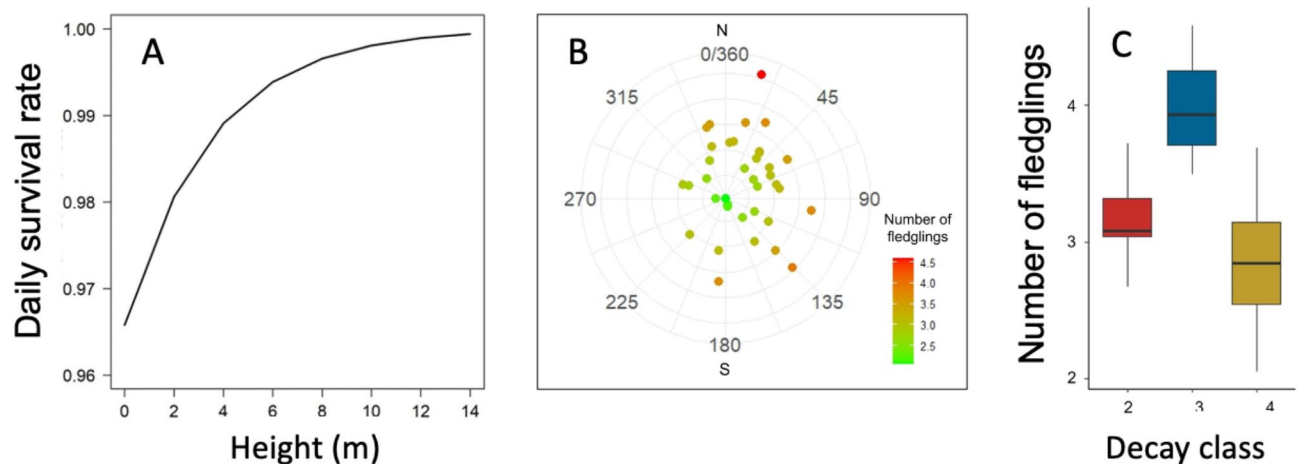 A
Daily survival rate
1.00
0.99
0.98
0.97
0.96
0 2 4 6 8 10 12 14
Height (m)
B
N
0/360
315
45
270
90
225
135
180
S
Number of
fledglings
4.5
4.0
3.5
3.0
2.5
C
Number of fledglings
4
3
2
2 3 4
Decay class